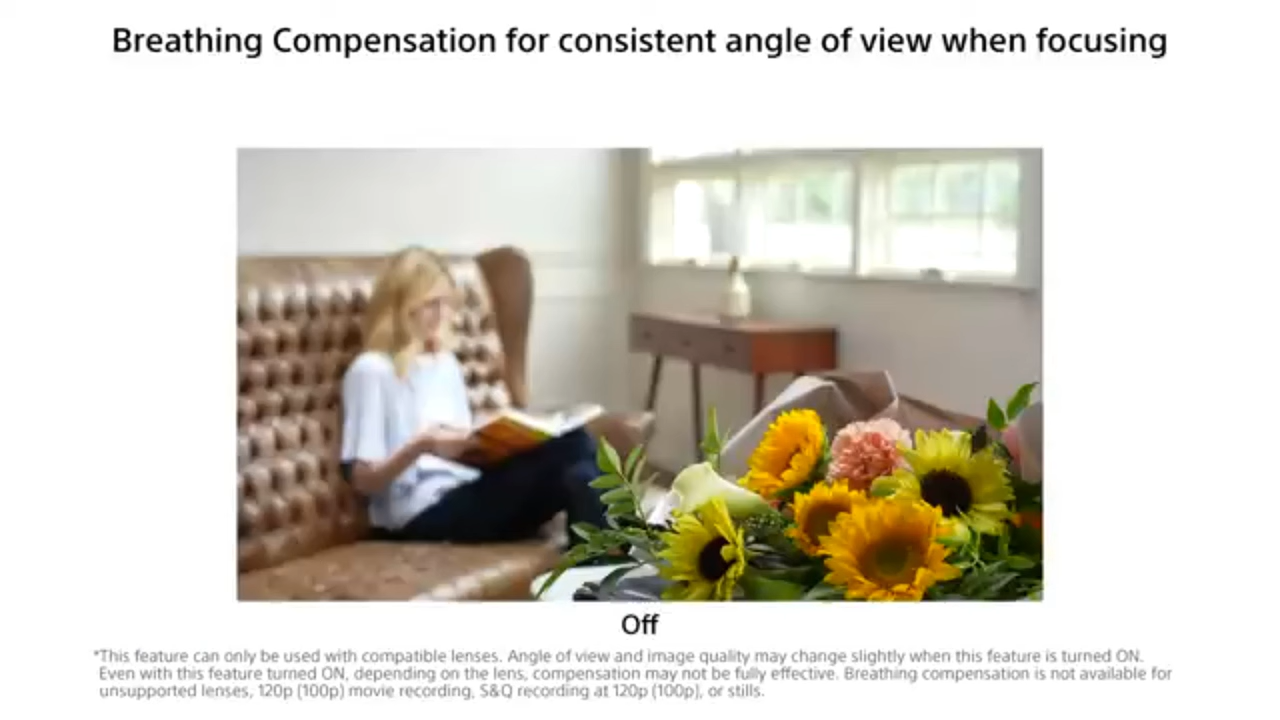 Breathing Compensation for consistent angle of view when focusing
Off
*This feature can only be used with compatible lenses. Angle of view and image quality may change slightly when this feature is turned ON.
Even with this feature turned ON, depending on the lens, compensation may not be fully effective. Breathing compensation is not available for
unsupported lenses, 120p (100p) movie recording, S&Q recording at 120p (100p), or stills.